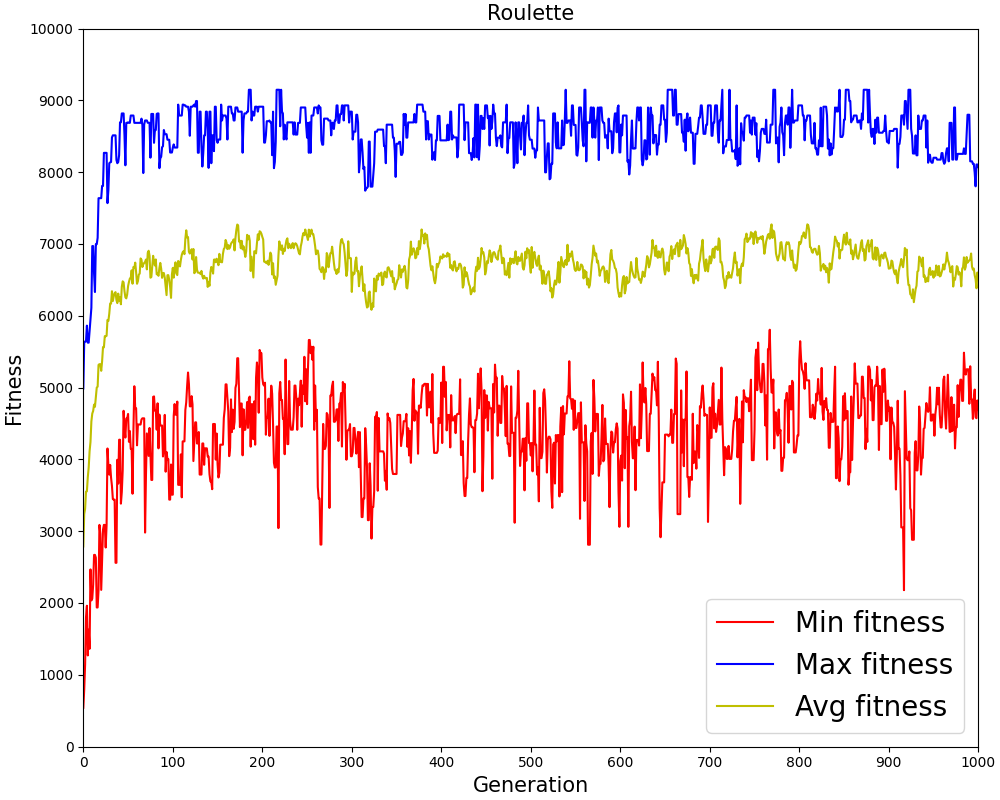 Roulette
10000
9000
8000
7000
6000
5000
4000
3000
2000
1000
0
Fitness
Min fitness
Max fitness
Avg fitness
0 100 200 300 400 500 600 700 800 900 1000
Generation